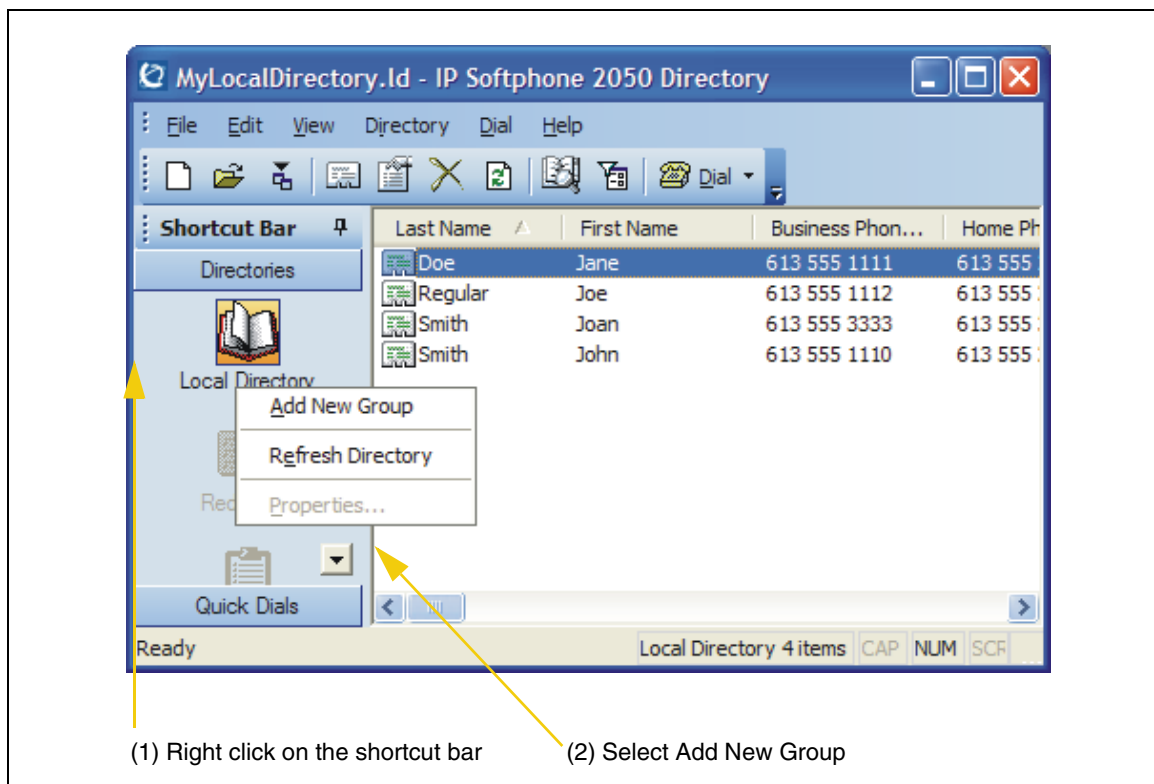 MyLocalDirectory.ld - IP Softphone 2050 Directory
File Edit View Directory Dial Help
Dial
Shortcut Bar
Last Name First Name Business Phon... Home Ph
Directories
Doe Jane 613 555 1111 613 555
Regular Joe 613 555 1112 613 555
Smith Joan 613 555 3333 613 555
Smith John 613 555 1110 613 555
Local Directory
Add New Group
Refresh Directory
Properties...
Quick Dials
Ready Local Directory 4 items CAP NUM SCR
(1) Right click on the shortcut bar (2) Select Add New Group